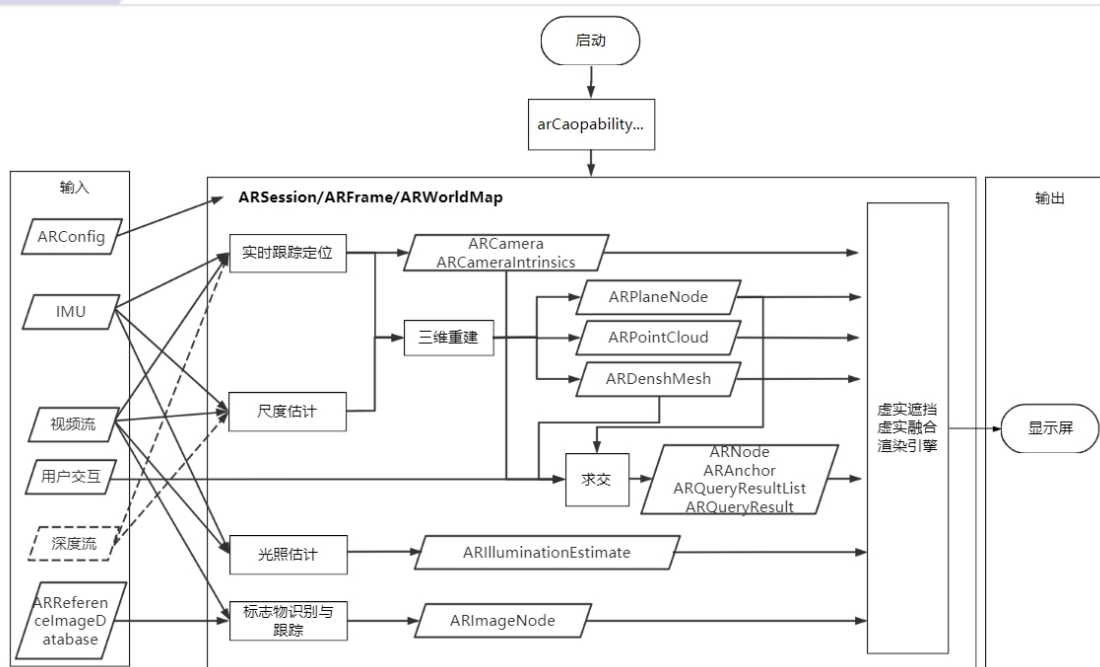 启动
arCaopability...
输入
ARConfig
IMU
视频流
用户交互
深度流
ARReferen
ceImageD
atabase
ARSession/ARFrame/ARWorldMap
实时跟踪定位
尺度估计
光照估计
标志物识别与
跟踪
ARCamera
ARCameraIntrinsics
三维重建
ARPlaneNode
ARPointCloud
ARDenshMesh
求交
ARNode
ARAnchor
ARQueryResultList
ARQueryResult
ARIlluminationEstimate
ARImageNode
虚实遮挡
虚实融合
渲染引擎
输出
显示屏